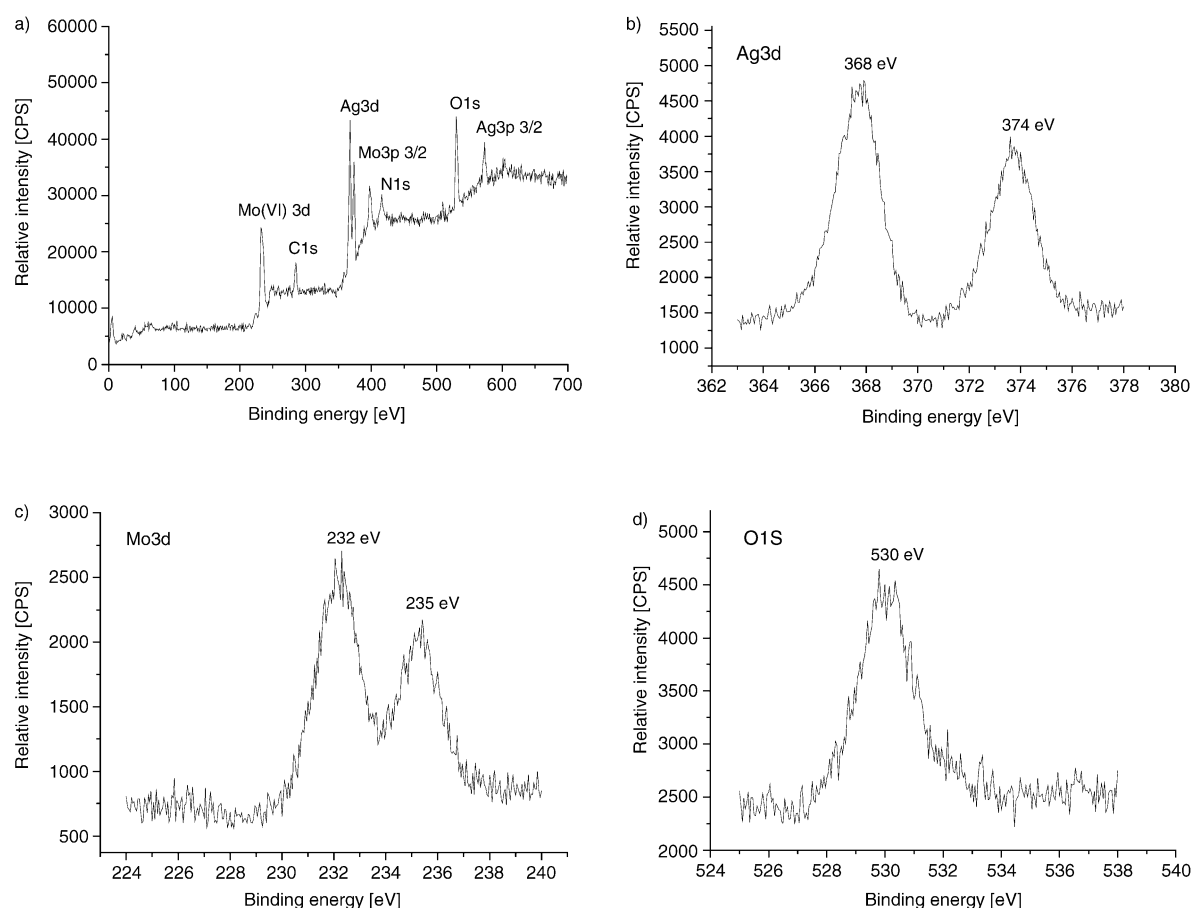 a)
60000
50000
40000
30000
20000
10000
0
Relative intensity [CPS]
Mo(VI) 3d
C1s
Ag3d
Mo3p 3/2
N1s
O1s
Ag3p 3/2
0 100 200 300 400 500 600 700
Binding energy [eV]
b)
5500
5000
4500
4000
3500
3000
2500
2000
1500
1000
Relative intensity [CPS]
Ag3d
368 eV
374 eV
362 364 366 368 370 372 374 376 378 380
Binding energy [eV]
c)
3000
2500
2000
1500
1000
500
Relative intensity [CPS]
Mo3d
232 eV
235 eV
224 226 228 230 232 234 236 238 240
Binding energy [eV]
d)
5000
4500
4000
3500
3000
2500
2000
Relative intensity [CPS]
O1S
530 eV
524 526 528 530 532 534 536 538 540
Binding energy [eV]